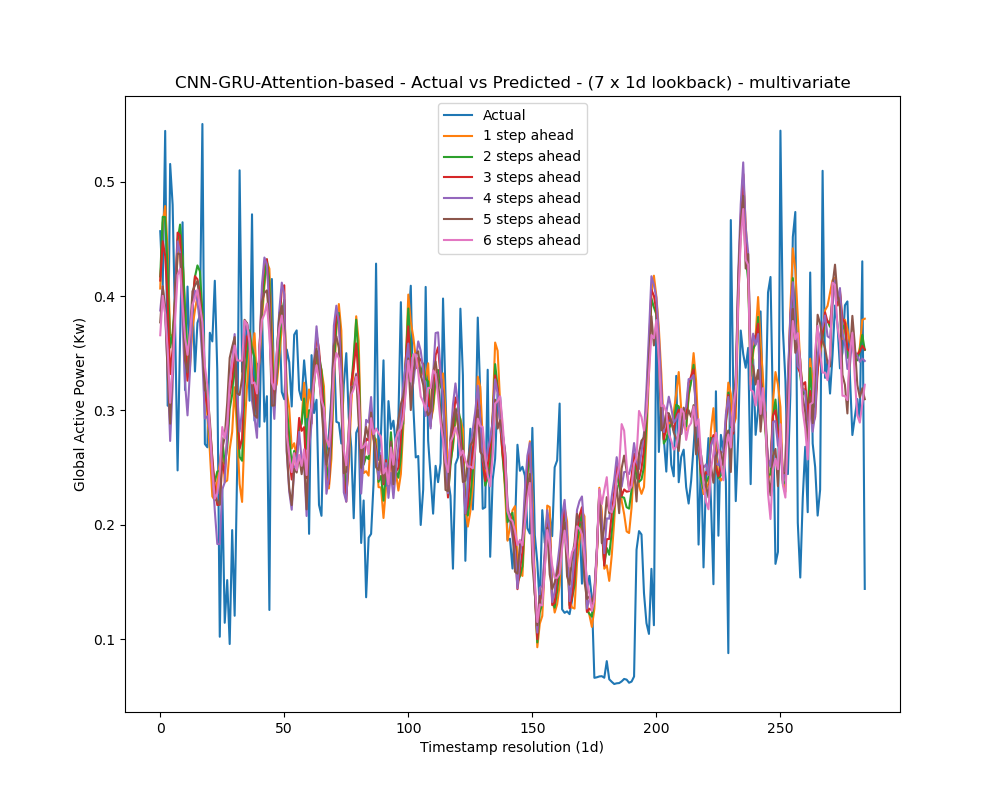 CNN-GRU-Attention-based - Actual vs Predicted - (7 x 1d lookback) - multivariate
Actual
1 step ahead
2 steps ahead
3 steps ahead
4 steps ahead
5 steps ahead
6 steps ahead
Global Active Power (Kw)
0.5
0.4
0.3
0.2
0.1
0 50 100 150 200 250
Timestamp resolution (1d)